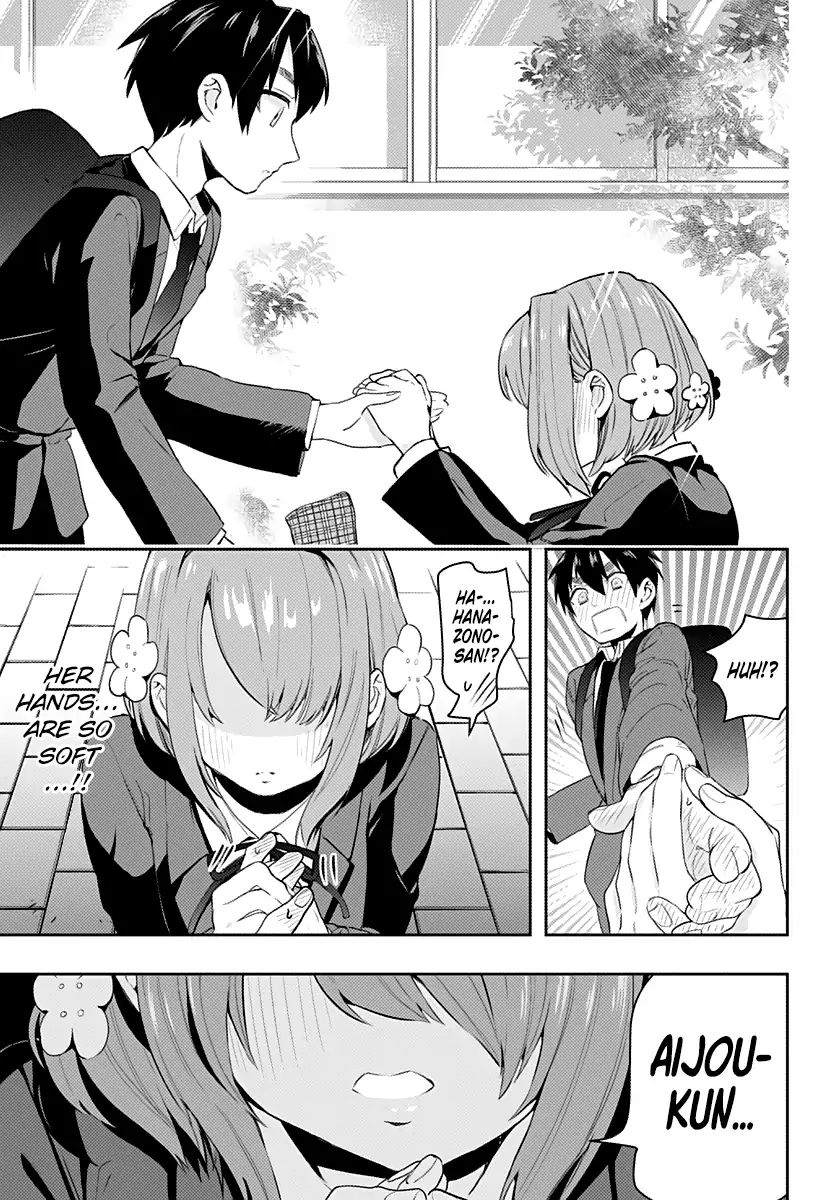 HUH!?
HA-...
HANA-
ZONO-
SAN!?
HER
HANDS...
ARE SO
SOFT
...!!
AIJOU-
KUN...